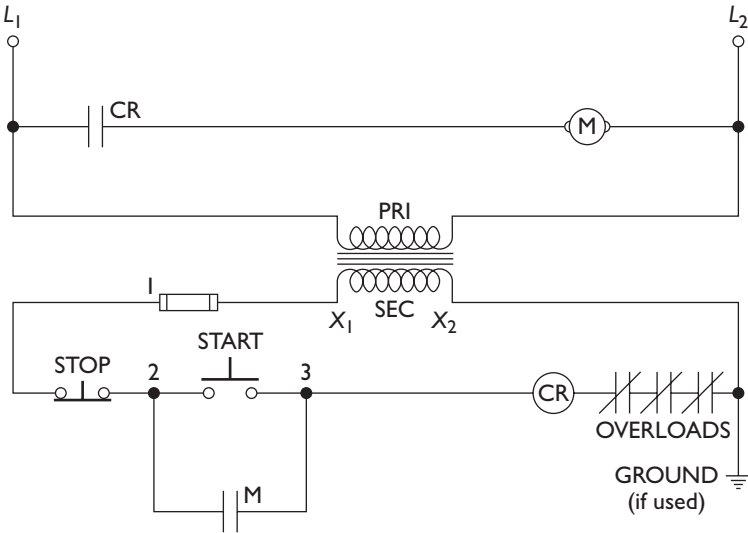 L1
L2
CR
M
PRI
1
SEC
X1
X2
START
STOP
2
3
CR
OVERLOADS
M
GROUND
(if used)